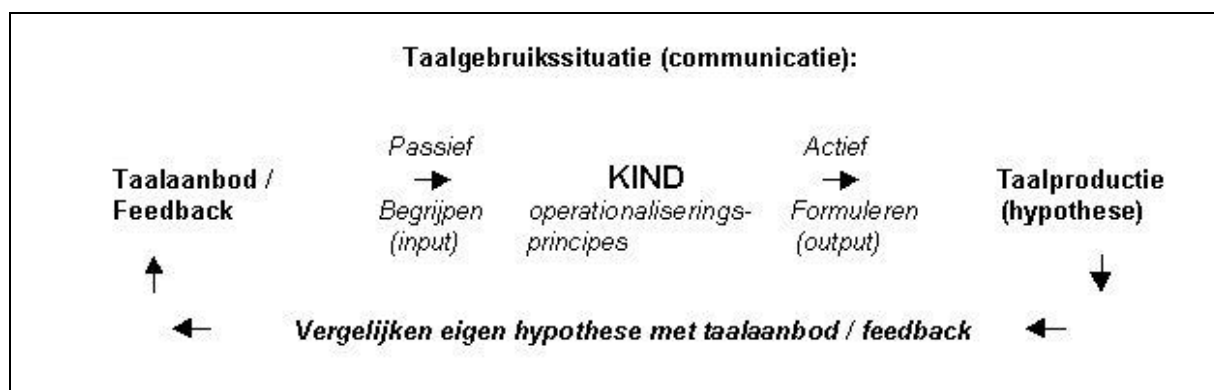 Taalgebruikssituatie (communicatie):
Passief
Actief
Taalaanbod /
KIND
Taalproductie
Feedback
Begrijpen
operationaliserings-
Formuleren
(hypothese)
(input)
principes
(output)
Vergelijken eigen hypothese met taalaanbod / feedback